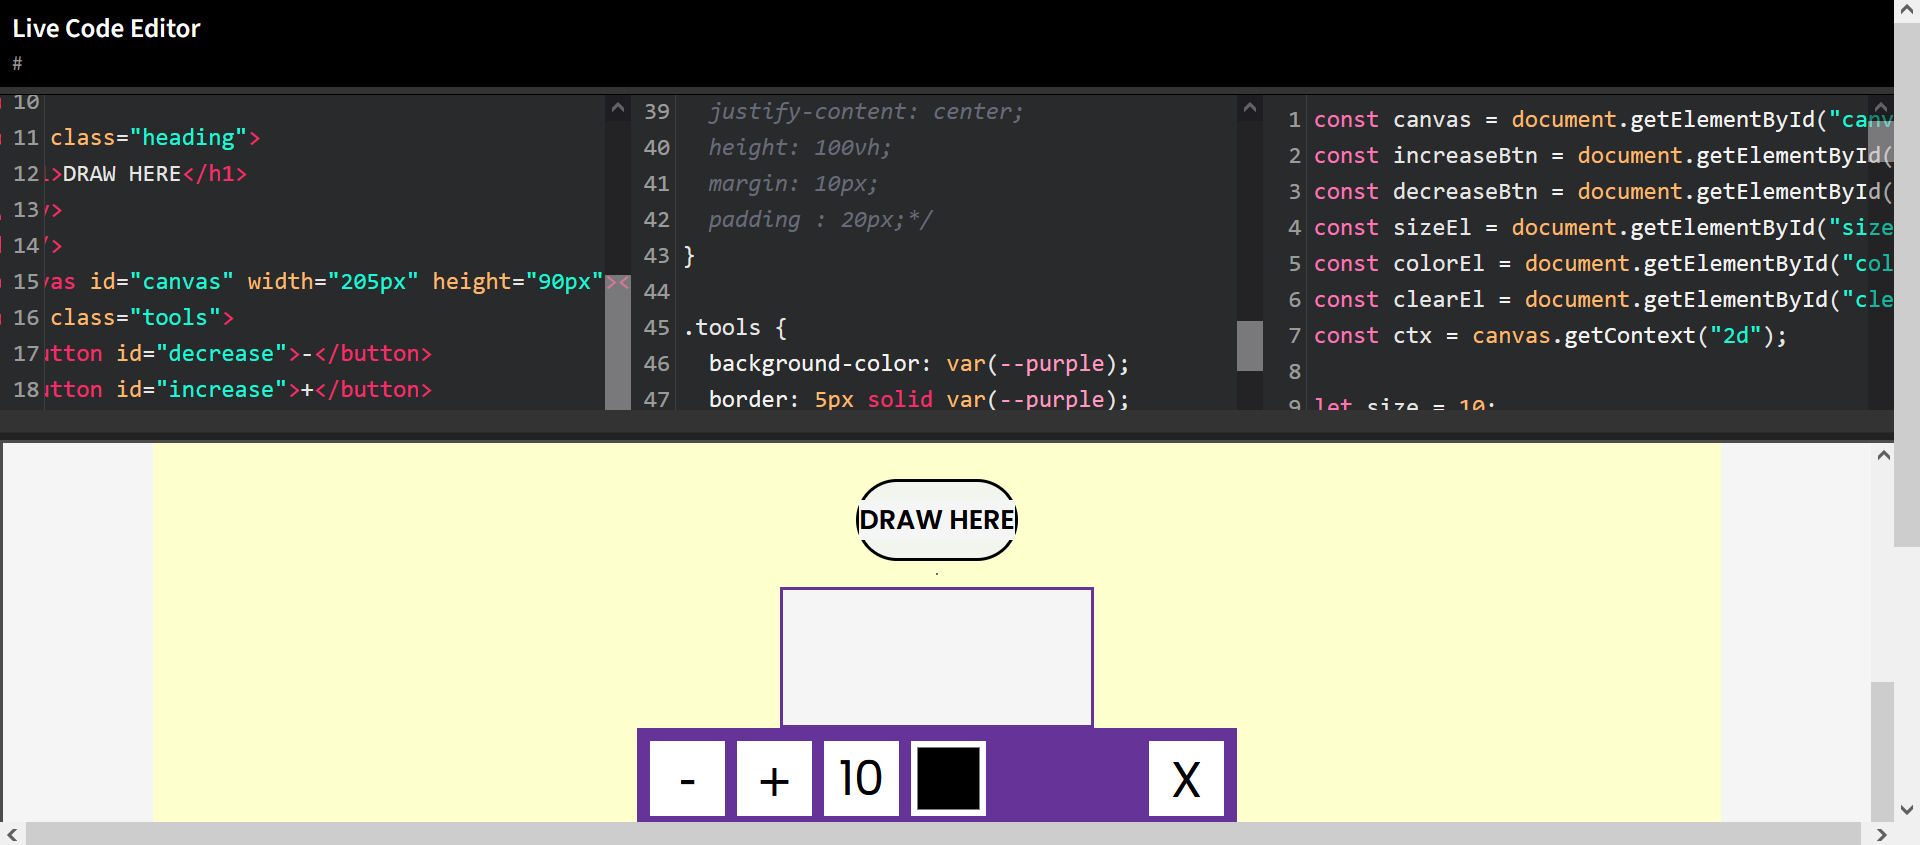 Live Code Editor
#
10
11 class="heading">
12 >DRAW HERE</h1>
13 >
14 />
15 as id="canvas" width="205px" height="90px"><
16 class="tools">
17 utton id="decrease">-</button>
18 utton id="increase">+</button>
39 justify-content: center;
40 height: 100vh;
41 margin: 10px;
42 padding : 20px;*/
43 }
44
45 .tools {
46 background-color: var(--purple);
47 border: 5px solid var(--purple);
1 const canvas = document.getElementById("canv
2 const increaseBtn = document.getElementById(
3 const decreaseBtn = document.getElementById(
4 const sizeEl = document.getElementById("size
5 const colorEl = document.getElementById("col
6 const clearEl = document.getElementById("cle
7 const ctx = canvas.getContext("2d");
8
9 let size = 10;
DRAW HERE
.
- + 10 X